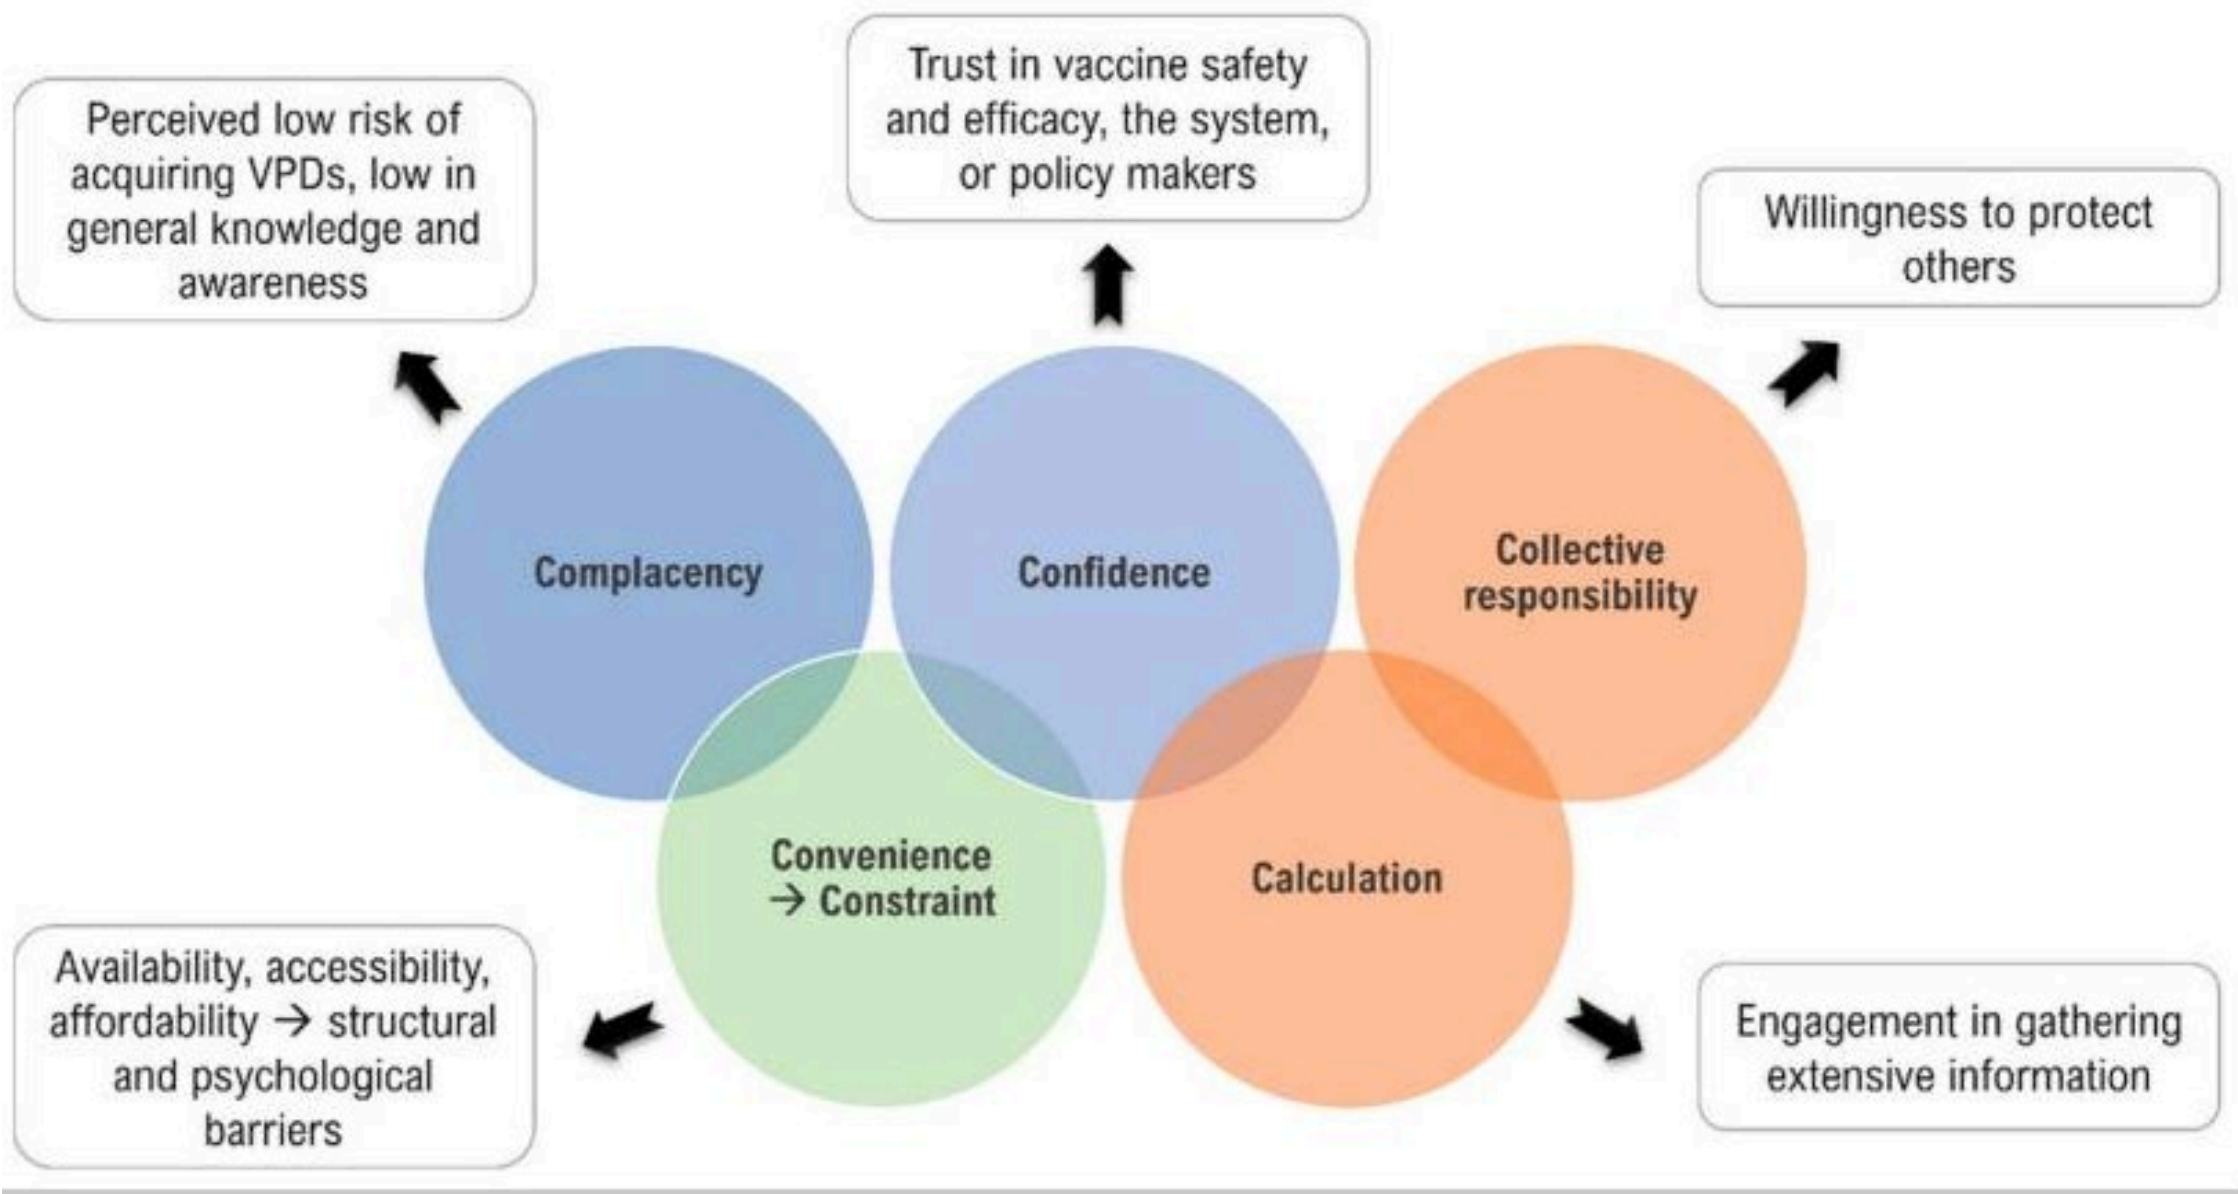 Trust in vaccine safety
and efficacy, the system,
or policy makers
Perceived low risk of
acquiring VPDs, low in
general knowledge and
awareness
Willingness to protect
others
Complacency
Confidence
Collective
responsibility
Convenience
→ Constraint
Calculation
Availability, accessibility,
affordability → structural
and psychological
barriers
Engagement in gathering
extensive information